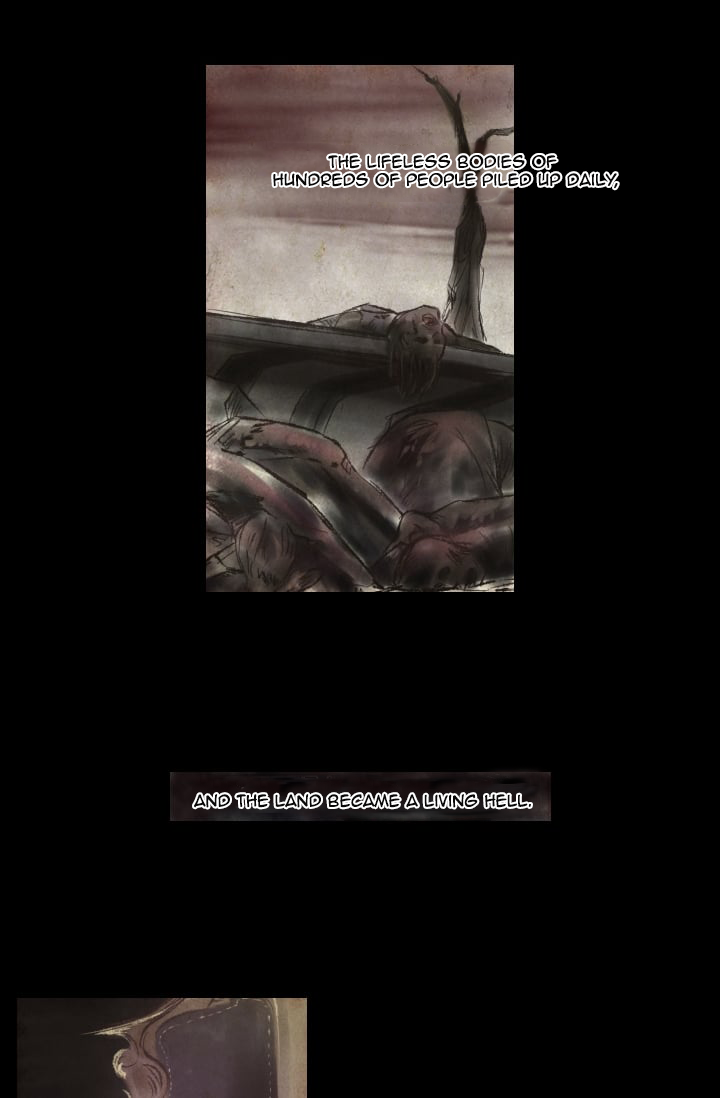 THE LIFELESS BODIES OF
HUNDREDS OF PEOPLE PILED UP DAILY,
AND THE LAND BECAME A LIVING HELL.